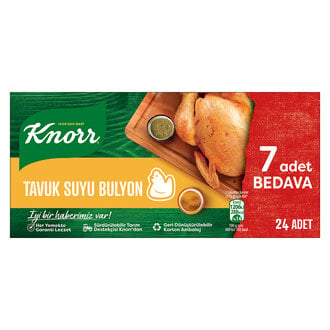 Knorr
TAVUK SUYU BULYON
İyi bir haberimiz var!
Her Yemekte
Garansi Lezzet
Sürdürülebilir Tarım
Destekçisi Knorr'dan
Geri Dönüştürülebilir
Karton Ambalaj
7 adet
BEDAVA
24 ADET